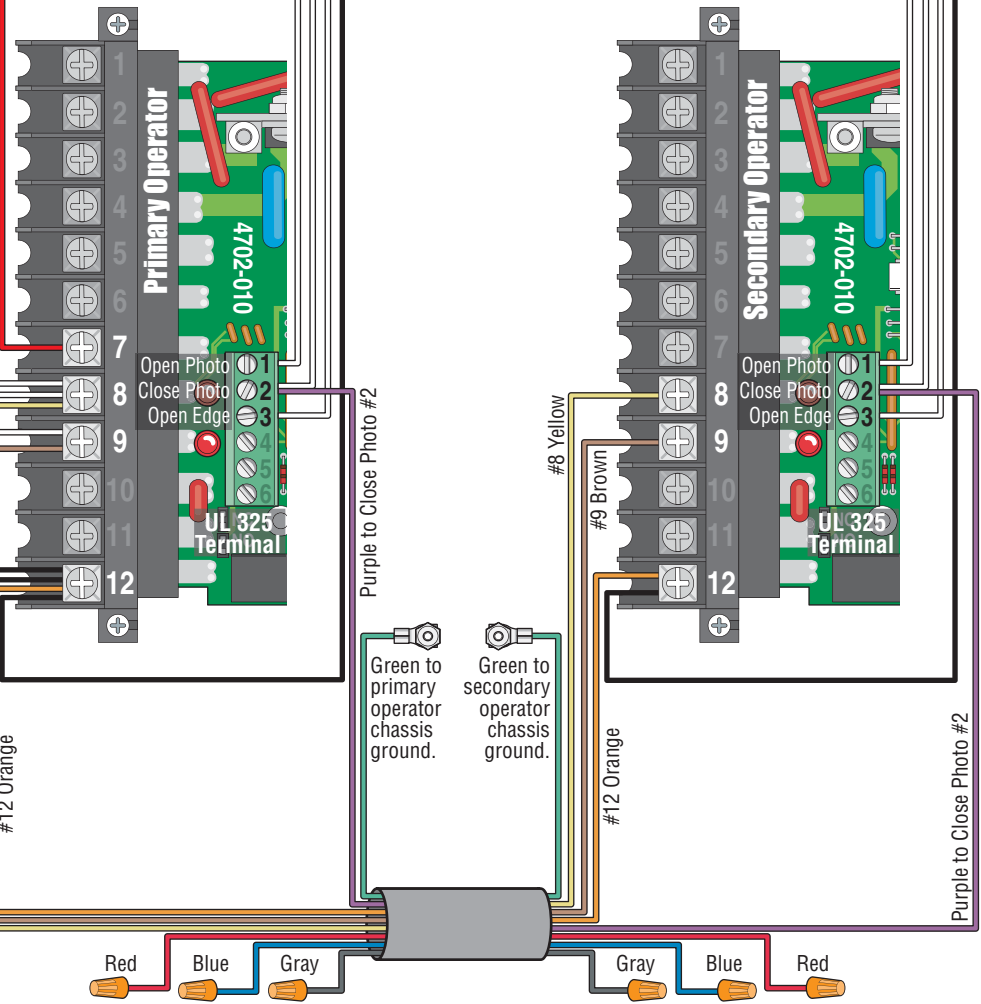 1
2
3
4
5
6
7
8
9
10
11
12
Primary Operator
4702-010
Open Photo 1
Close Photo 2
Open Edge 3
4
5
6
UL 325
Terminal
Purple to Close Photo #2
#12 Orange
Green to
primary
operator
chassis
ground.
Green to
secondary
operator
chassis
ground.
#8 Yellow
#9 Brown
#12 Orange
1
2
3
4
5
6
7
8
9
10
11
12
Secondary Operator
4702-010
Open Photo 1
Close Photo 2
Open Edge 3
4
5
6
UL 325
Terminal
Purple to Close Photo #2
Red
Blue
Gray
Gray
Blue
Red